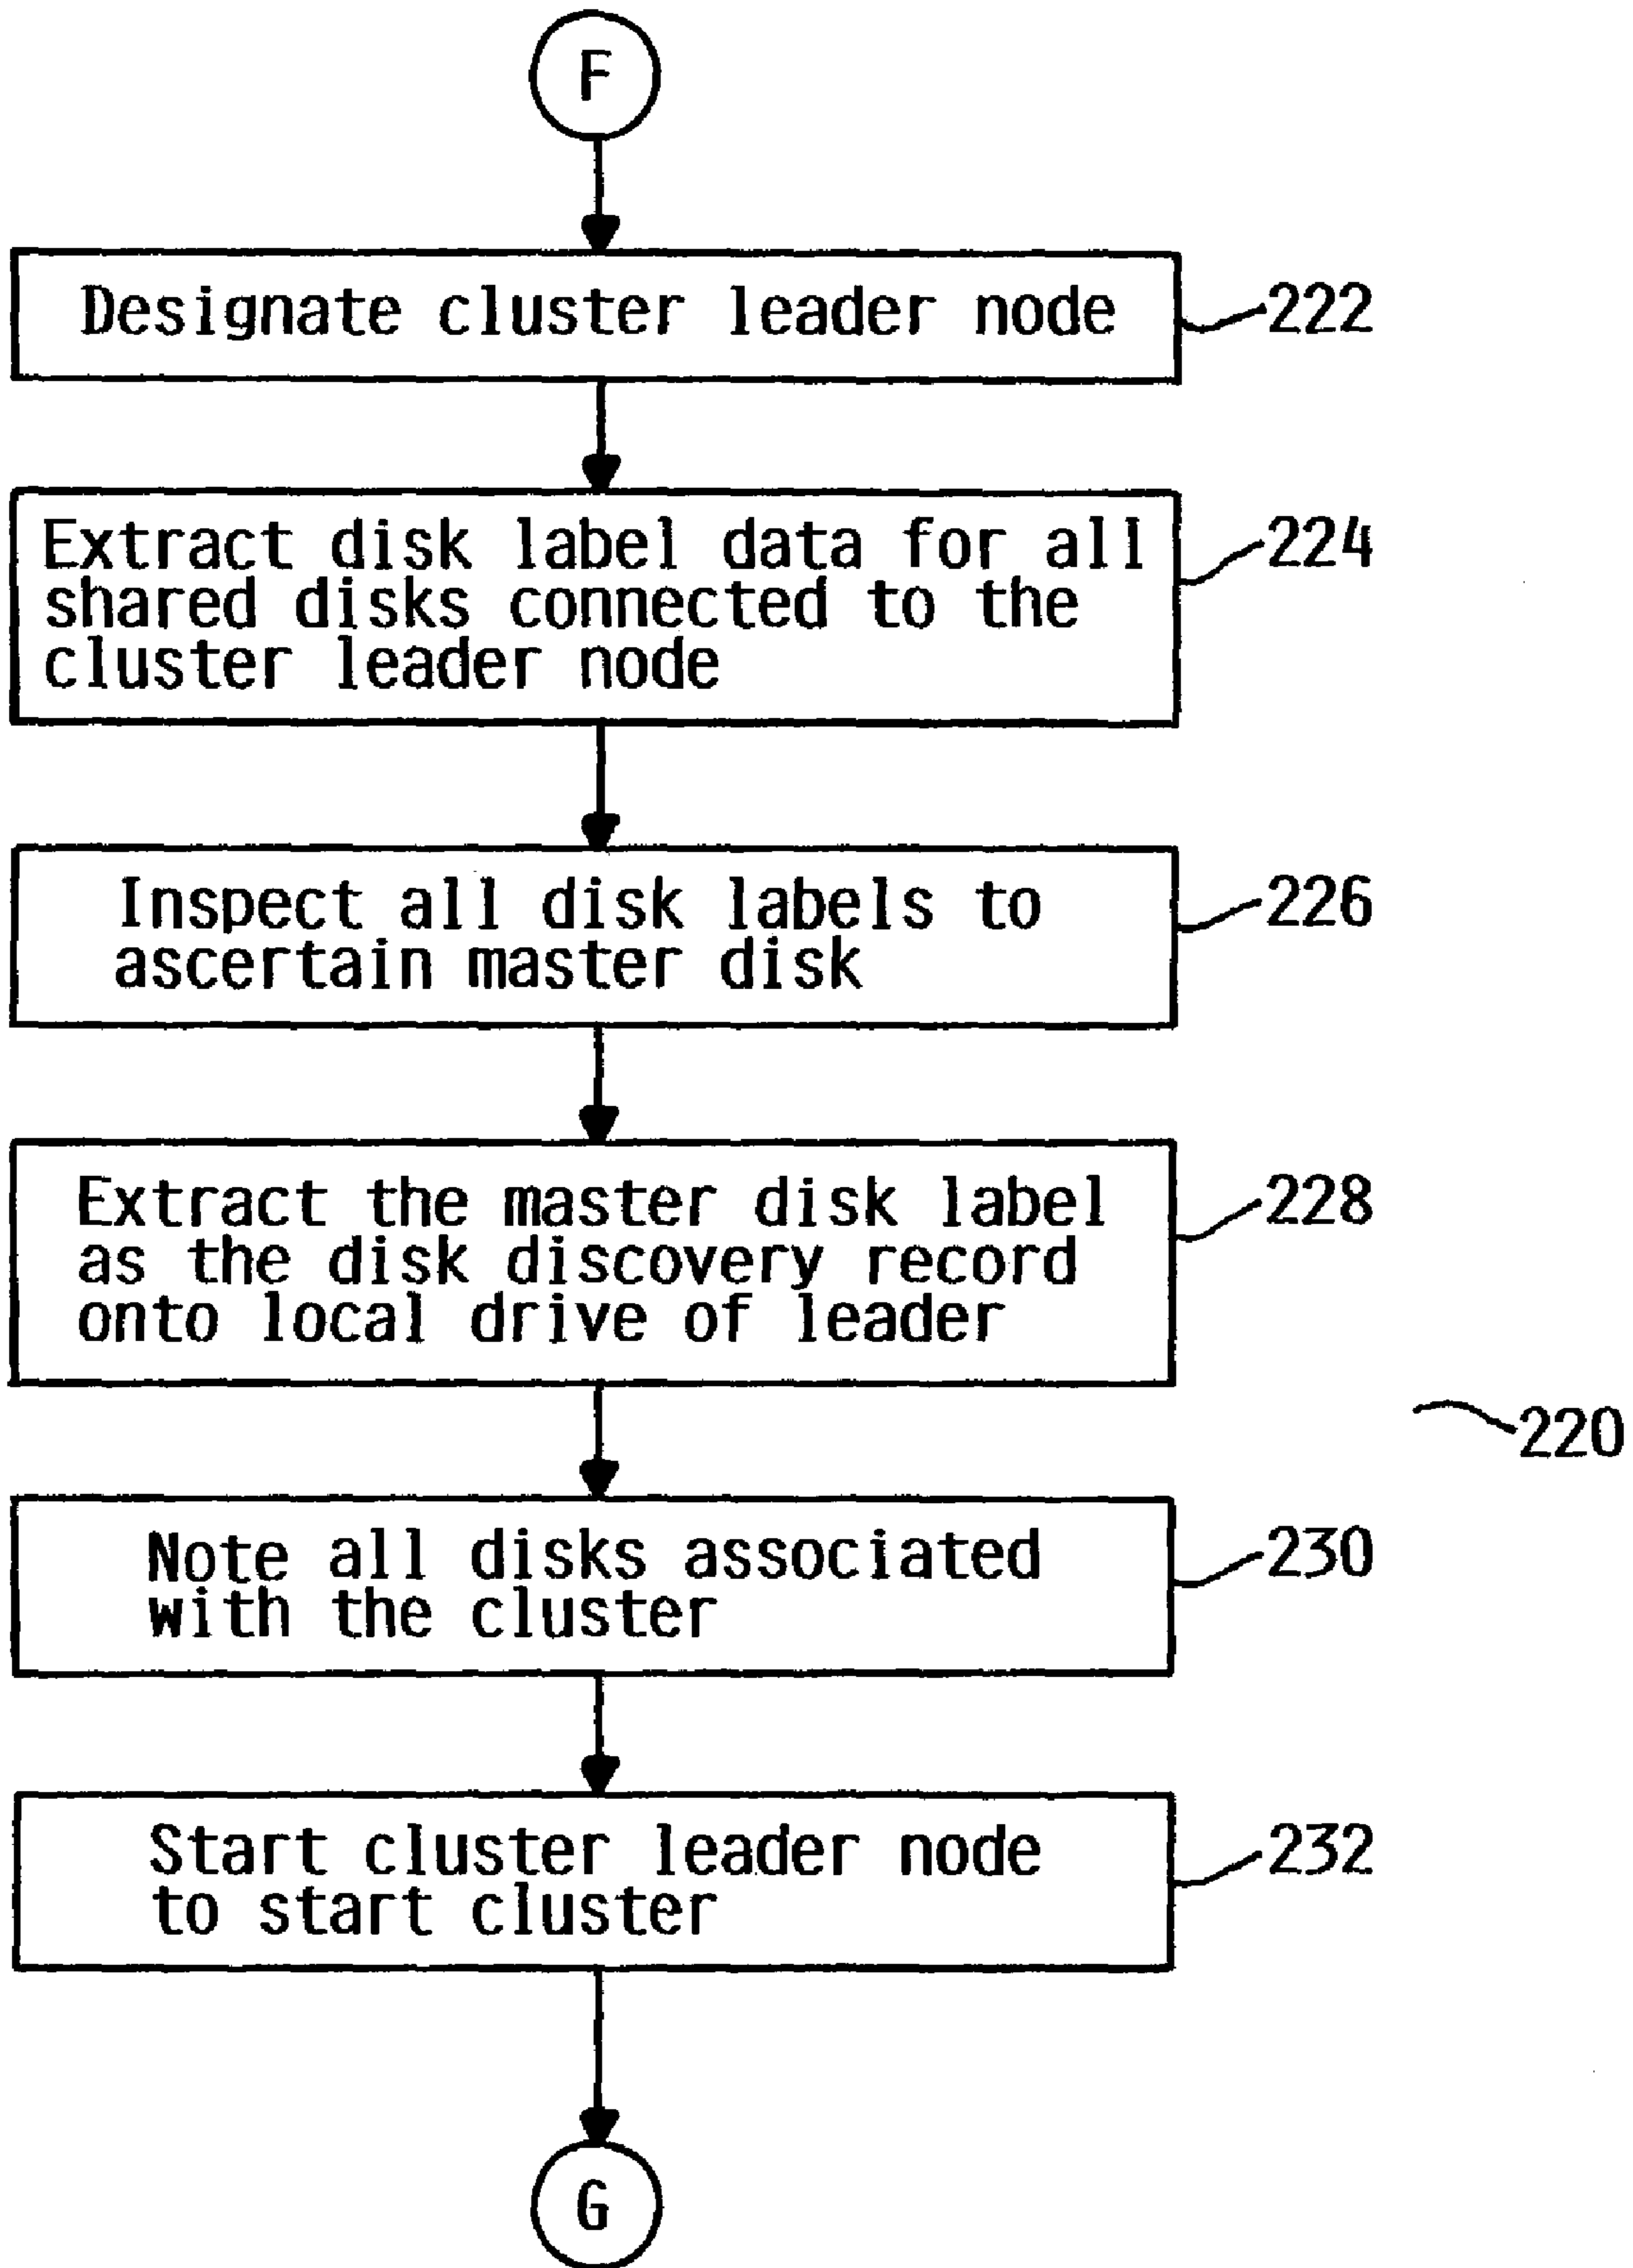 F
Designate cluster leader node
222
Extract disk label data for all
shared disks connected to the
cluster leader node
224
Inspect all disk labels to
ascertain master disk
226
Extract the master disk label
as the disk discovery record
onto local drive of leader
228
220
Note all disks associated
with the cluster
230
Start cluster leader node
to start cluster
232
G